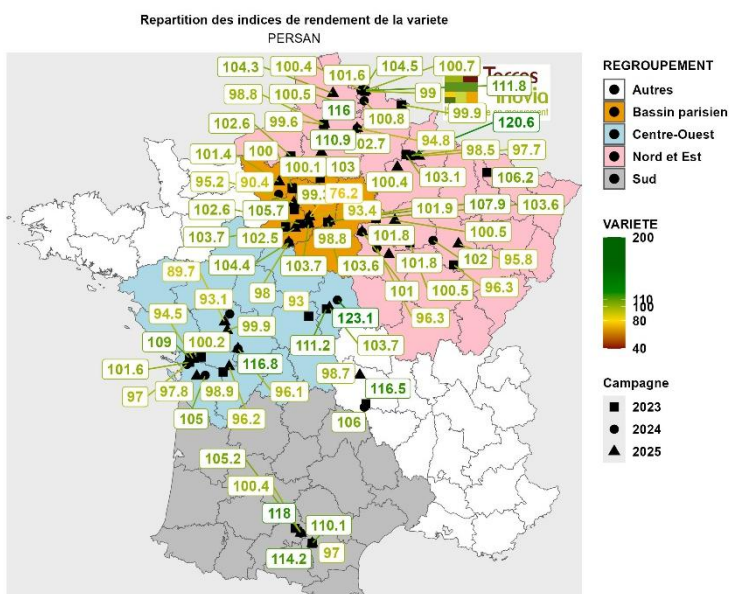 Repartition des indices de rendement de la variete
PERSAN
104.3 100.4 104.5 100.7
101.6
98.8 100.5 99 111.8
116
102.6 99.6 100.8 99.9
110.9 94.8 120.6
101.4 100 100.1 103 98.5 97.7
95.2 90.4 76.2 100.4 103.1 106.2
102.6 105.7 93.4 101.9 107.9 103.6
103.7 102.5 98.8 101.8 100.5
104.4 103.7 103.6 101.8 102 95.8
89.7 98 101 100.5 96.3
93.1 93 96.3
94.5 99.9 123.1
109 100.2 111.2 103.7
101.6 116.8 98.7
97 97.8 98.9 96.1 116.5
105 96.2 106
105.2
100.4
118 110.1
114.2 97
REGROUPEMENT
Autres
Bassin parisien
Centre-Ouest
Nord et Est
Sud
VARIETE
200
100
80
40
Campagne
2023
2024
2025